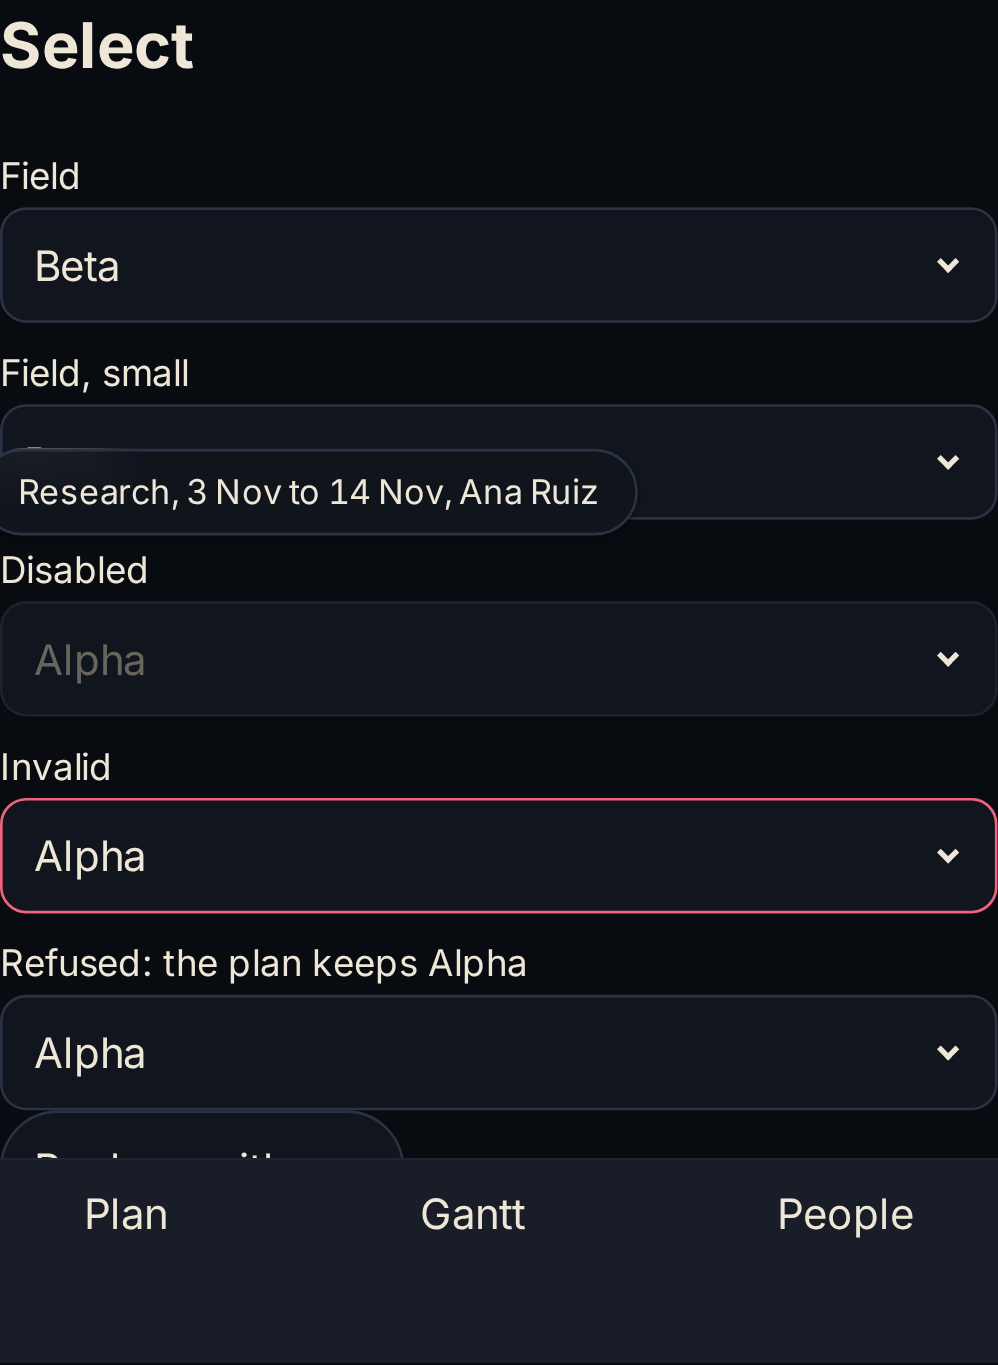 Select
Field
Beta
Field, small
Research, 3 Nov to 14 Nov, Ana Ruiz
Disabled
Alpha
Invalid
Alpha
Refused: the plan keeps Alpha
Alpha
Plan Gantt People